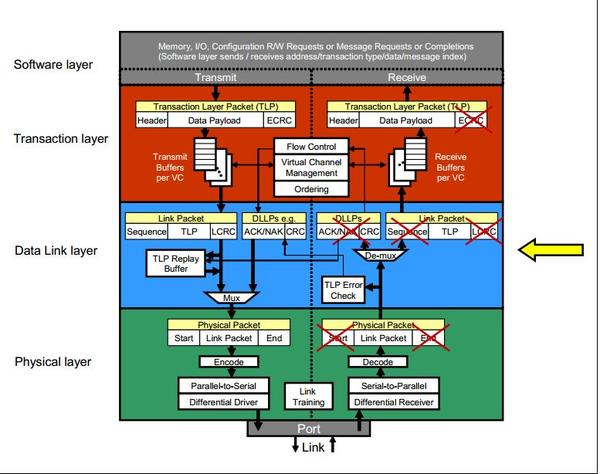 Software layer
Memory, I/O, Configuration R/W Requests or Message Requests or Completions
(Software layer sends / receives address/transaction type/data/message index)
Transmit
Receive
Transaction layer
Transaction Layer Packet (TLP)
Header Data Payload ECRC
Transaction Layer Packet (TLP)
Header Data Payload ECRC
Transmit
Buffers
per VC
Flow Control
Virtual Channel
Management
Ordering
Receive
Buffers
per VC
Data Link layer
Link Packet
Sequence TLP LCRC
DLLPs e.g.
ACK/NAK CRC
DLLPs
ACK/NAK CRC
Link Packet
Sequence TLP LCRC
TLP Replay
Buffer
De-mux
TLP Error
Check
Mux
Physical layer
Physical Packet
Start Link Packet End
Physical Packet
Start Link Packet End
Encode
Decode
Parallel-to-Serial
Differential Driver
Link
Training
Serial-to-Parallel
Differential Receiver
Port
Link